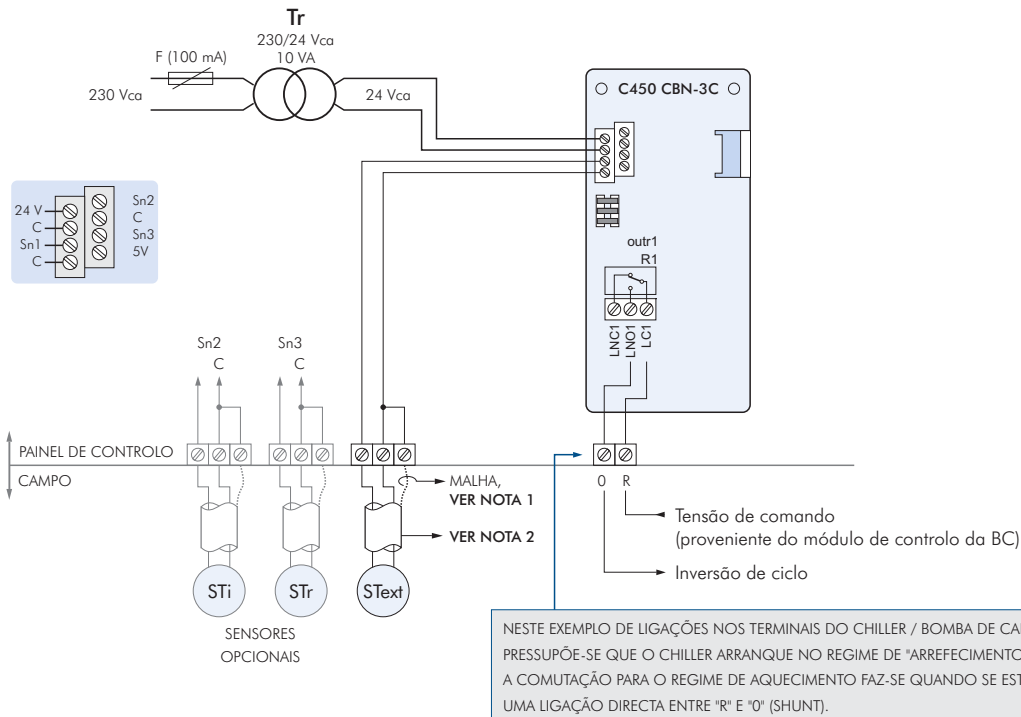 Tr
230/24 Vca
10 VA
F (100 mA)
230 Vca
24 Vca
C450 CBN-3C
24 V
C
Sn1
C
Sn2
C
Sn3
5V
outr1
R1
LNC1
LNO1
LC1
Sn2
C
Sn3
C
PAINEL DE CONTROLO
CAMPO
MALHA,
VER NOTA 1
VER NOTA 2
0 R
Tensão de comando
(proveniente do módulo de controlo da BC)
Inversão de ciclo
STi
STr
SText
SENSORES
OPCIONAIS
NESTE EXEMPLO DE LIGAÇÕES NOS TERMINAIS DO CHILLER / BOMBA DE
PRESSUPÕE-SE QUE O CHILLER ARRANQUE NO REGIME DE "ARREFECIMENTO
A COMUTAÇÃO PARA O REGIME DE AQUECIMENTO FAZ-SE QUANDO SE
UMA LIGAÇÃO DIRECTA ENTRE "R" E "0" (SHUNT).